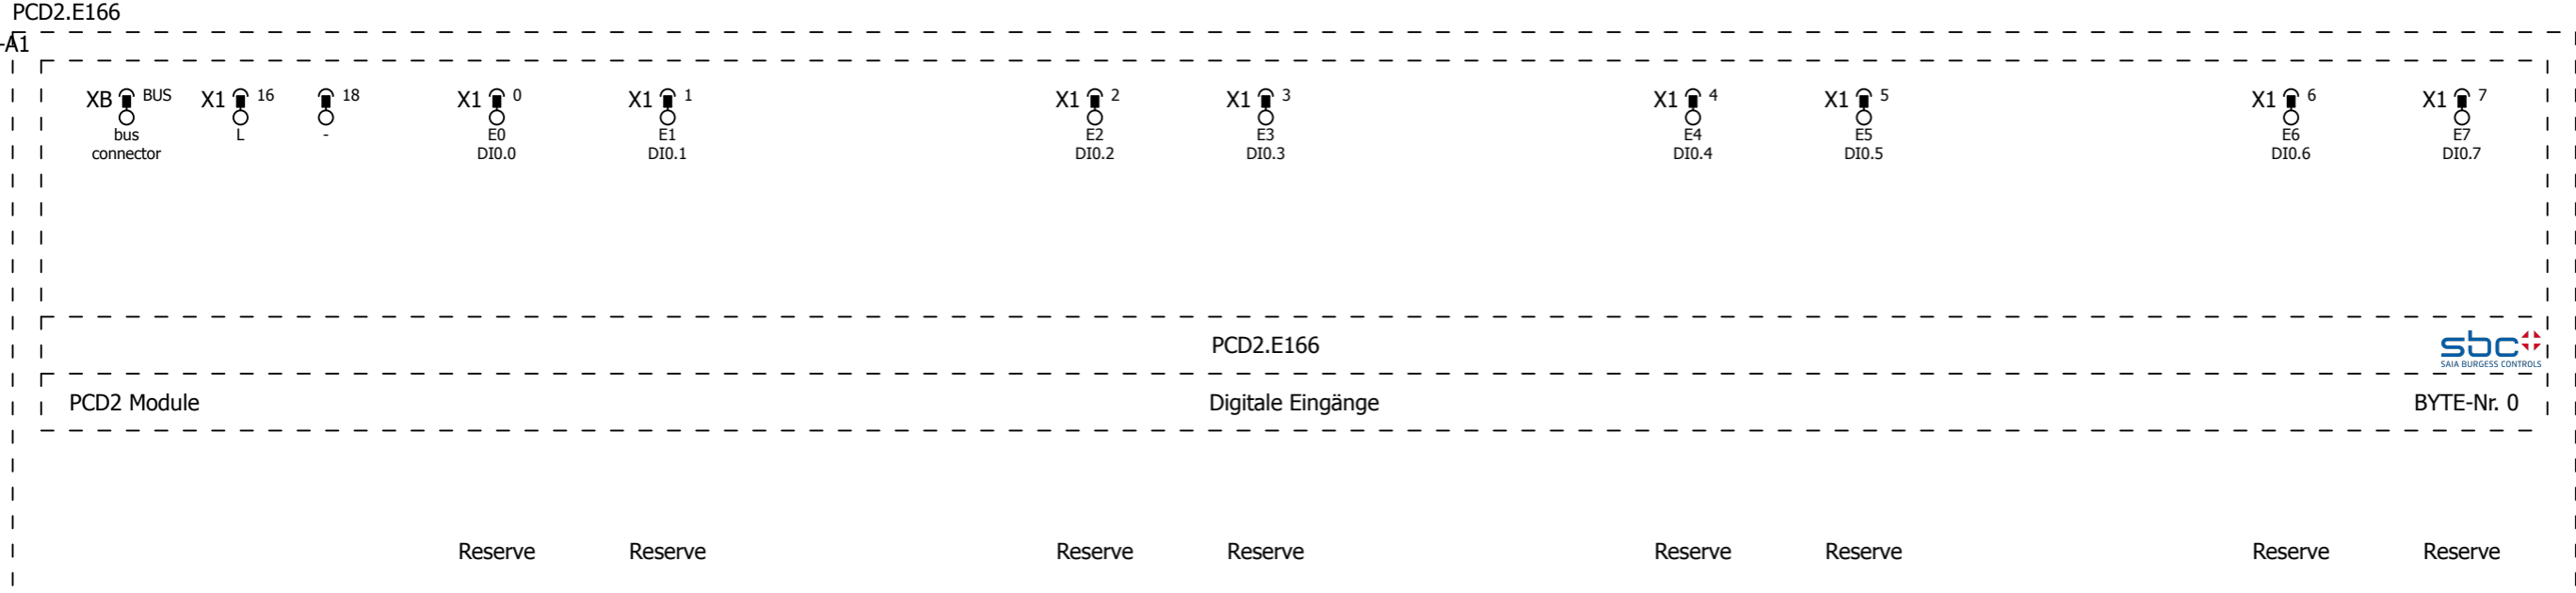 PCD2.E166
-A1
XB BUS X1 16 18 X1 0 X1 1 X1 2 X1 3 X1 4 X1 5 X1 6 X1 7
bus L - E0 E1 E2 E3 E4 E5 E6 E7
connector DI0.0 DI0.1 DI0.2 DI0.3 DI0.4 DI0.5 DI0.6 DI0.7
PCD2.E166
sbc
SAIA BURGESS CONTROLS
PCD2 Module Digitale Eingänge BYTE-Nr. 0
Reserve Reserve Reserve Reserve Reserve Reserve Reserve Reserve